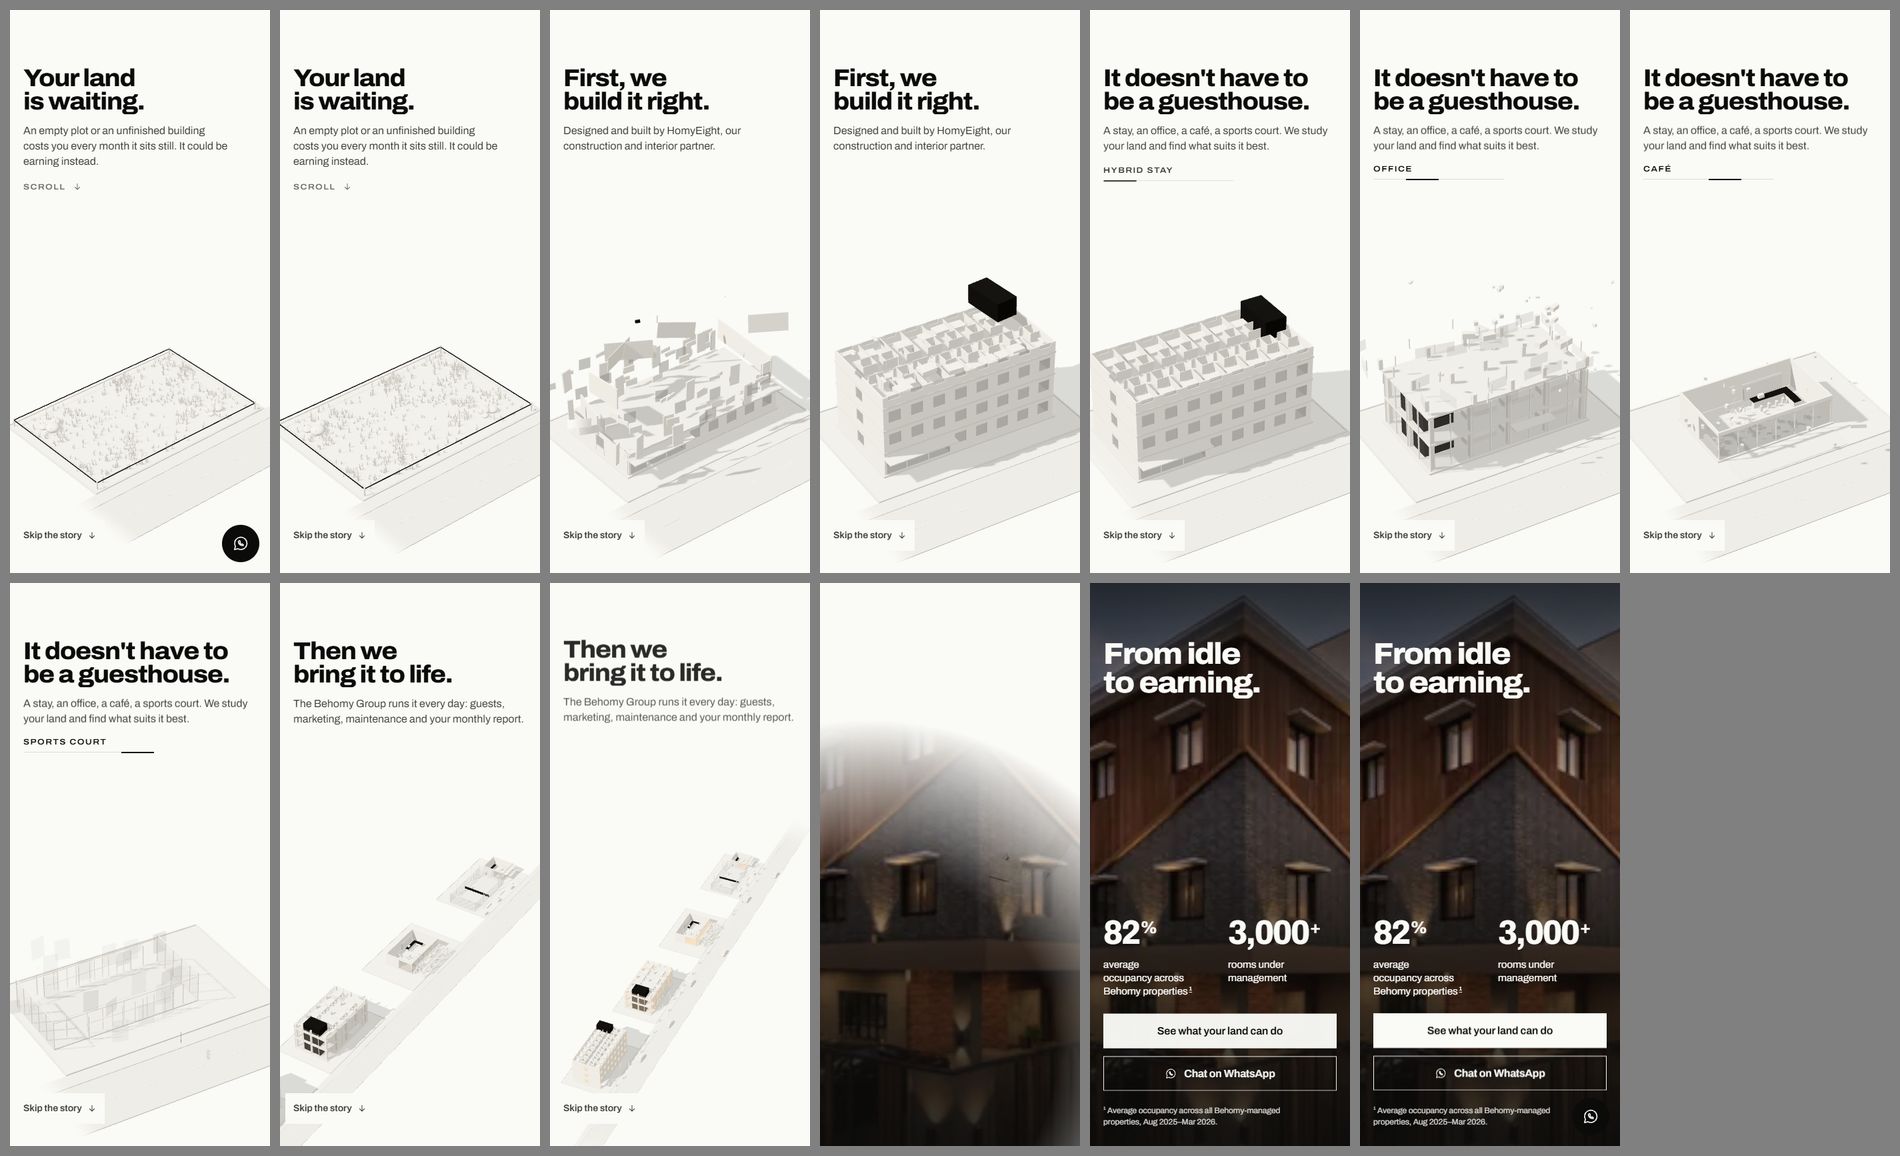 Your land
is waiting.
An empty plot or an unfinished building
costs you every month it sits still. It could be
earning instead.
SCROLL ↓
Skip the story ↓
Your land
is waiting.
An empty plot or an unfinished building
costs you every month it sits still. It could be
earning instead.
SCROLL ↓
Skip the story ↓
First, we
build it right.
Designed and built by HomyEight, our
construction and interior partner.
Skip the story ↓
First, we
build it right.
Designed and built by HomyEight, our
construction and interior partner.
Skip the story ↓
It doesn't have to
be a guesthouse.
A stay, an office, a café, a sports court. We study
your land and find what suits it best.
HYBRID STAY
Skip the story ↓
It doesn't have to
be a guesthouse.
A stay, an office, a café, a sports court. We study
your land and find what suits it best.
OFFICE
Skip the story ↓
It doesn't have to
be a guesthouse.
A stay, an office, a café, a sports court. We study
your land and find what suits it best.
CAFÉ
Skip the story ↓
It doesn't have to
be a guesthouse.
A stay, an office, a café, a sports court. We study
your land and find what suits it best.
SPORTS COURT
Skip the story ↓
Then we
bring it to life.
The Behomy Group runs it every day: guests,
marketing, maintenance and your monthly report.
Skip the story ↓
Then we
bring it to life.
The Behomy Group runs it every day: guests,
marketing, maintenance and your monthly report.
Skip the story ↓
From idle
to earning.
82%
average
occupancy across
Behomy properties¹
3,000+
rooms under
management
See what your land can do
Chat on WhatsApp
¹ Average occupancy across all Behomy-managed
properties, Aug 2025–Mar 2026.
From idle
to earning.
82%
average
occupancy across
Behomy properties¹
3,000+
rooms under
management
See what your land can do
Chat on WhatsApp
¹ Average occupancy across all Behomy-managed
properties, Aug 2025–Mar 2026.